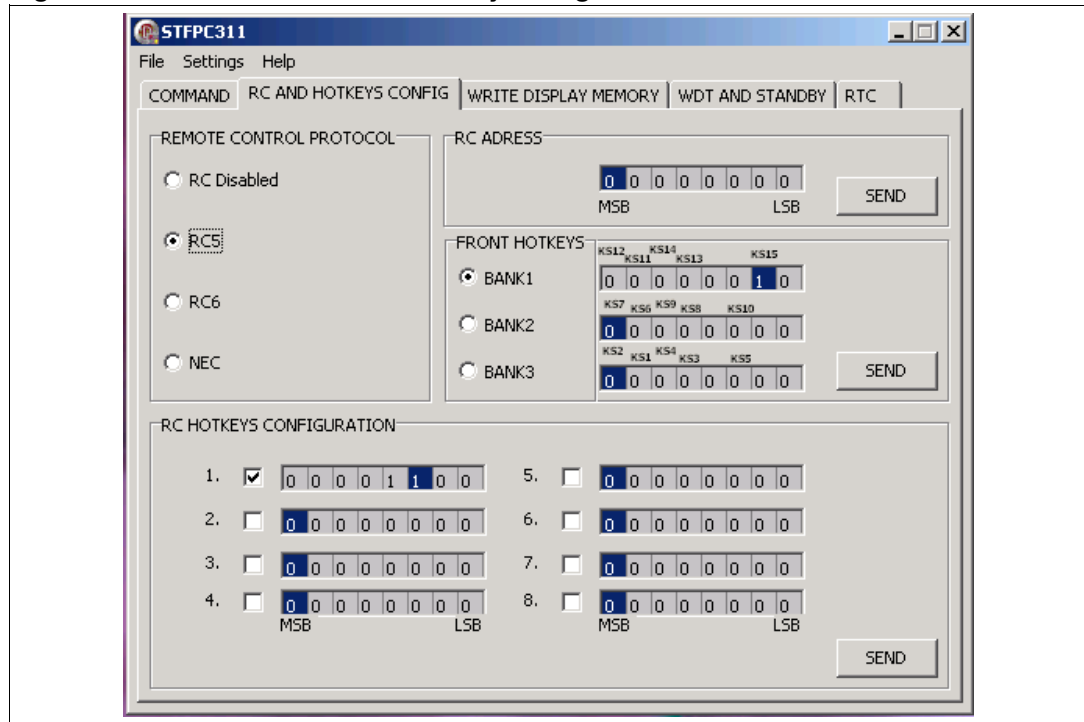 STFPC311
File Settings Help
COMMAND RC AND HOTKEYS CONFIG WRITE DISPLAY MEMORY WDT AND STANDBY RTC
REMOTE CONTROL PROTOCOL
RC Disabled
RC5
RC6
NEC
RC ADRESS
0 0 0 0 0 0 0 0
MSB LSB
SEND
FRONT HOTKEYS
KS12 KS11 KS14 KS13 KS15
BANK1 0 0 0 0 0 0 1 0
KS7 KS6 KS9 KS8 KS10
BANK2 0 0 0 0 0 0 0 0
KS2 KS1 KS4 KS3 KS5
BANK3 0 0 0 0 0 0 0 0
SEND
RC HOTKEYS CONFIGURATION
1. 0 0 0 0 1 1 0 0 5. 0 0 0 0 0 0 0 0
2. 0 0 0 0 0 0 0 0 6. 0 0 0 0 0 0 0 0
3. 0 0 0 0 0 0 0 0 7. 0 0 0 0 0 0 0 0
4. 0 0 0 0 0 0 0 0 8. 0 0 0 0 0 0 0 0
MSB LSB MSB LSB
SEND